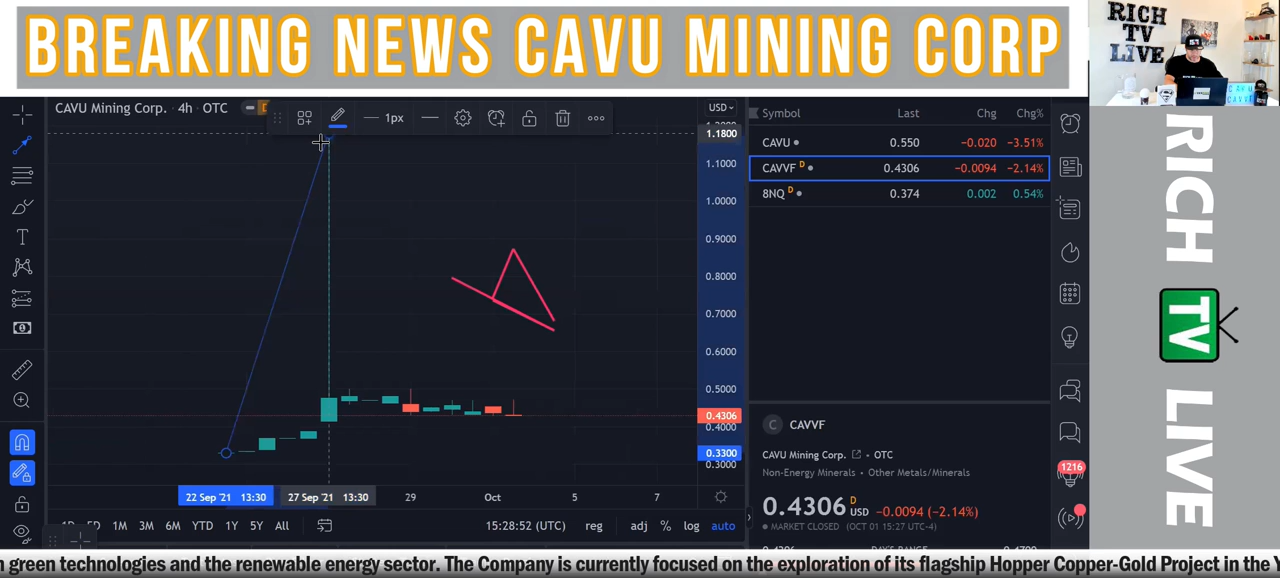 BREAKING NEWS CAVU MINING CORP
RICH
TV
LIVE
CAVU Mining Corp. · 4h · OTC
D
1px
USD
1.1800
1.1000
1.0000
0.9000
0.8000
0.7000
0.6000
0.5000
0.4306
0.4000
0.3300
0.3000
22 Sep '21 13:30
27 Sep '21 13:30
29
Oct
5
7
1M
3M
6M
YTD
1Y
5Y
All
15:28:52 (UTC)
reg
adj
%
log
auto
Symbol Last Chg Chg%
CAVU 0.550 −0.020 −3.51%
CAVVF D 0.4306 −0.0094 −2.14%
8NQ D 0.374 0.002 0.54%
C CAVVF
CAVU Mining Corp. • OTC
Non-Energy Minerals • Other Metals/Minerals
0.4306 D USD −0.0094 (−2.14%)
MARKET CLOSED (OCT 01 15:27 UTC-4)
1216
RICH
TV
LIVE
green technologies and the renewable energy sector. The Company is currently focused on the exploration of its flagship Hopper Copper-Gold Project in the